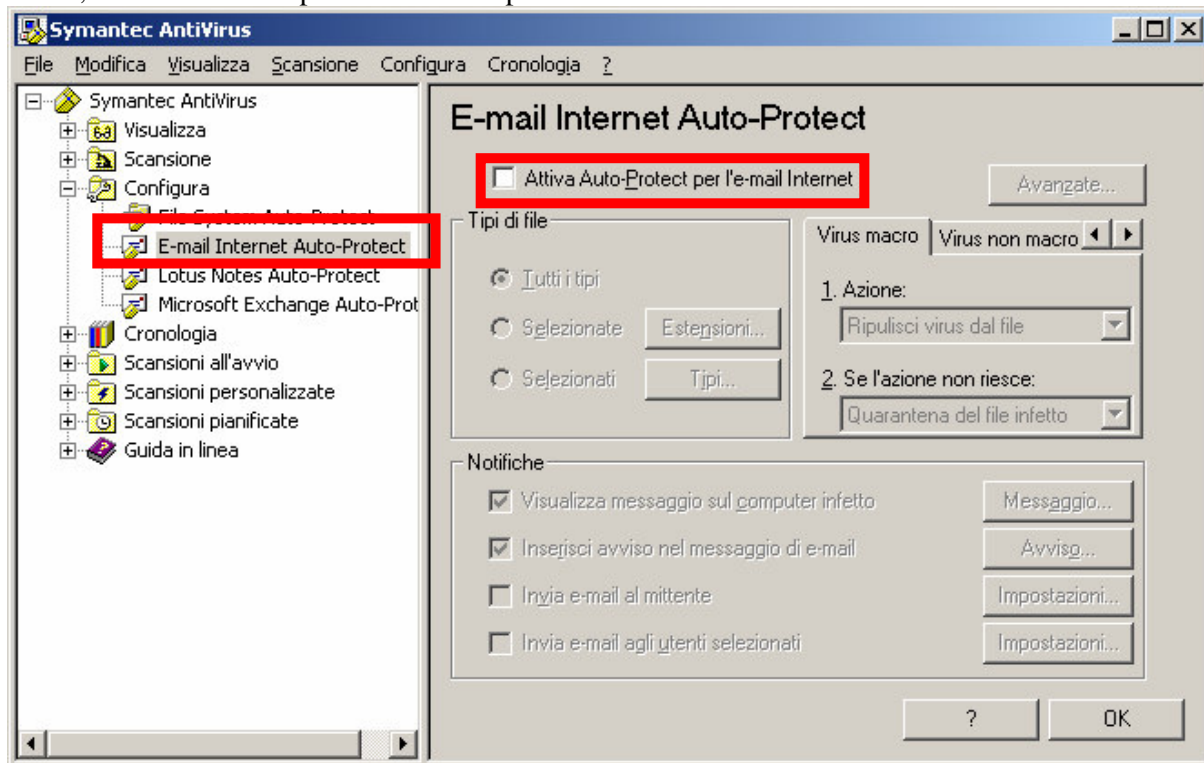 Symantec AntiVirus
File Modifica Visualizza Scansione Configura Cronologia ?
Symantec AntiVirus
Visualizza
Scansione
Configura
File System Auto-Protect
E-mail Internet Auto-Protect
Lotus Notes Auto-Protect
Microsoft Exchange Auto-Prot
Cronologia
Scansioni all'avvio
Scansioni personalizzate
Scansioni pianificate
Guida in linea
E-mail Internet Auto-Protect
Attiva Auto-Protect per l'e-mail Internet
Avanzate...
Tipi di file
Tutti i tipi
Selezionate Estensioni...
Selezionati Tipi...
Virus macro Virus non macro
1. Azione:
Ripulisci virus dal file
2. Se l'azione non riesce:
Quarantena del file infetto
Notifiche
Visualizza messaggio sul computer infetto Messaggio...
Inserisci avviso nel messaggio di e-mail Avviso...
Invia e-mail al mittente Impostazioni...
Invia e-mail agli utenti selezionati Impostazioni...
? OK